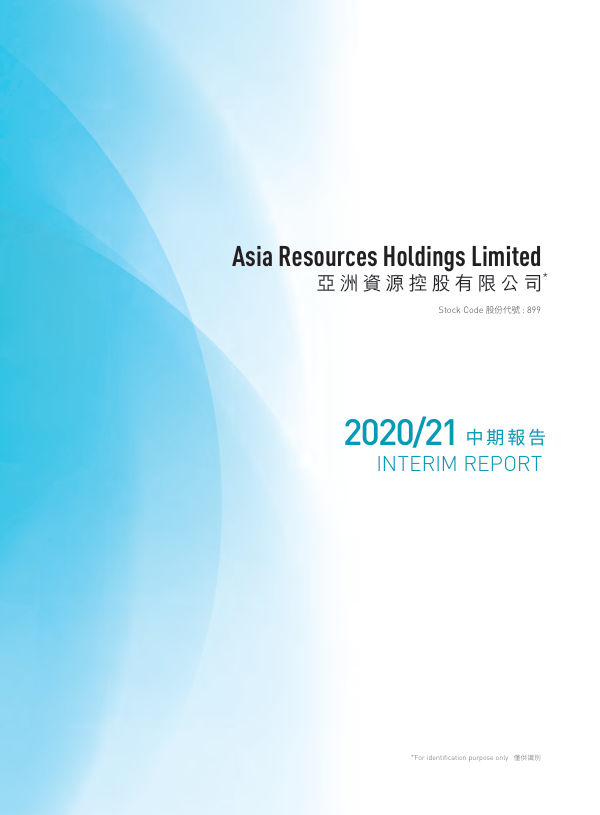 Asia Resources Holdings Limited
亞洲資源控股有限公司*
Stock Code 股份代號 : 899
2020/21 中期報告
INTERIM REPORT
*For identification purpose only 僅供識別